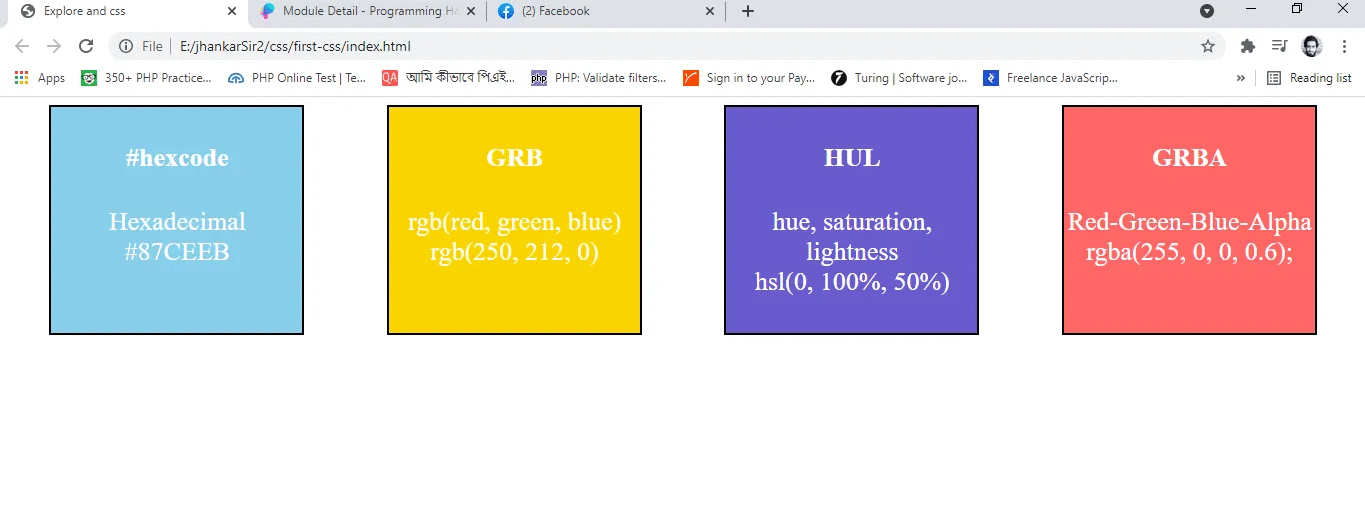 Explore and css
Module Detail - Programming He
(2) Facebook
File | E:/jhankarSir2/css/first-css/index.html
Apps
350+ PHP Practice...
PHP Online Test | Te...
QA
আমি কীভাবে পিএইচ...
php
PHP: Validate filters...
Sign in to your Pay...
Turing | Software jo...
Freelance JavaScrip...
»
Reading list
#hexcode
Hexadecimal
#87CEEB
GRB
rgb(red, green, blue)
rgb(250, 212, 0)
HUL
hue, saturation,
lightness
hsl(0, 100%, 50%)
GRBA
Red-Green-Blue-Alpha
rgba(255, 0, 0, 0.6);